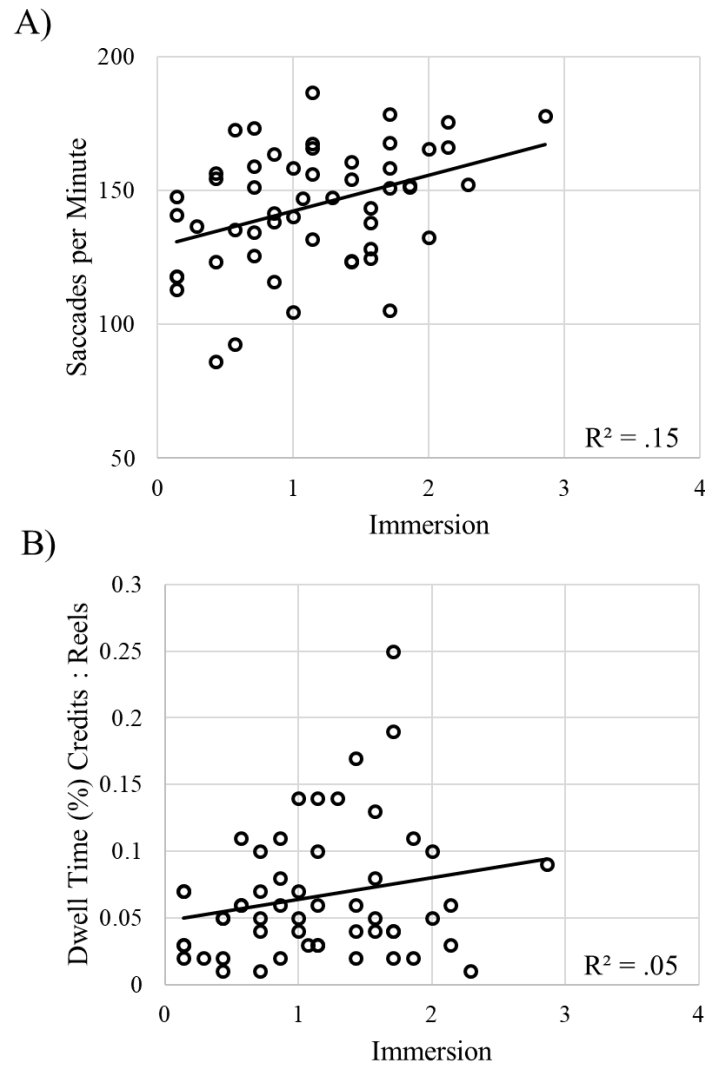 A)
200
150
100
50
Saccades per Minute
0 1 2 3 4
Immersion
R² = .15
B)
0.3
0.25
0.2
0.15
0.1
0.05
0
Dwell Time (%) Credits : Reels
0 1 2 3 4
Immersion
R² = .05